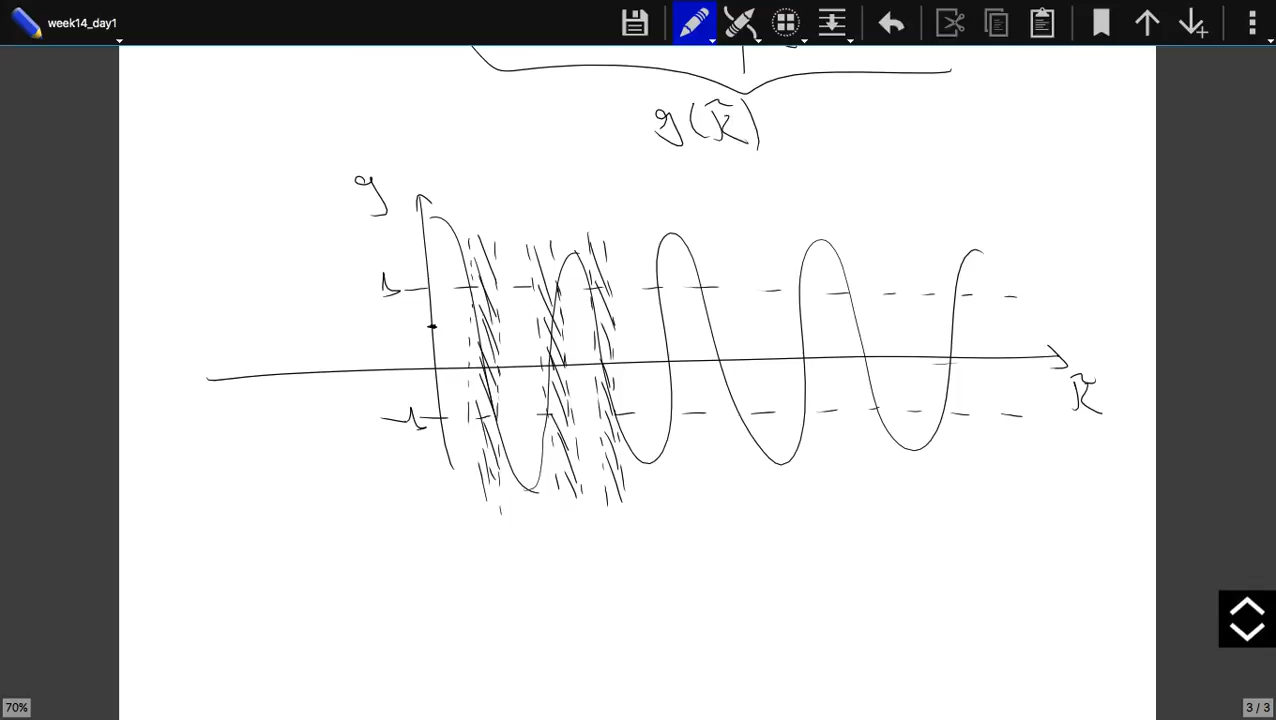 week14_day1
g(k̃)
g
1
-1
k̃
70%
3 / 3